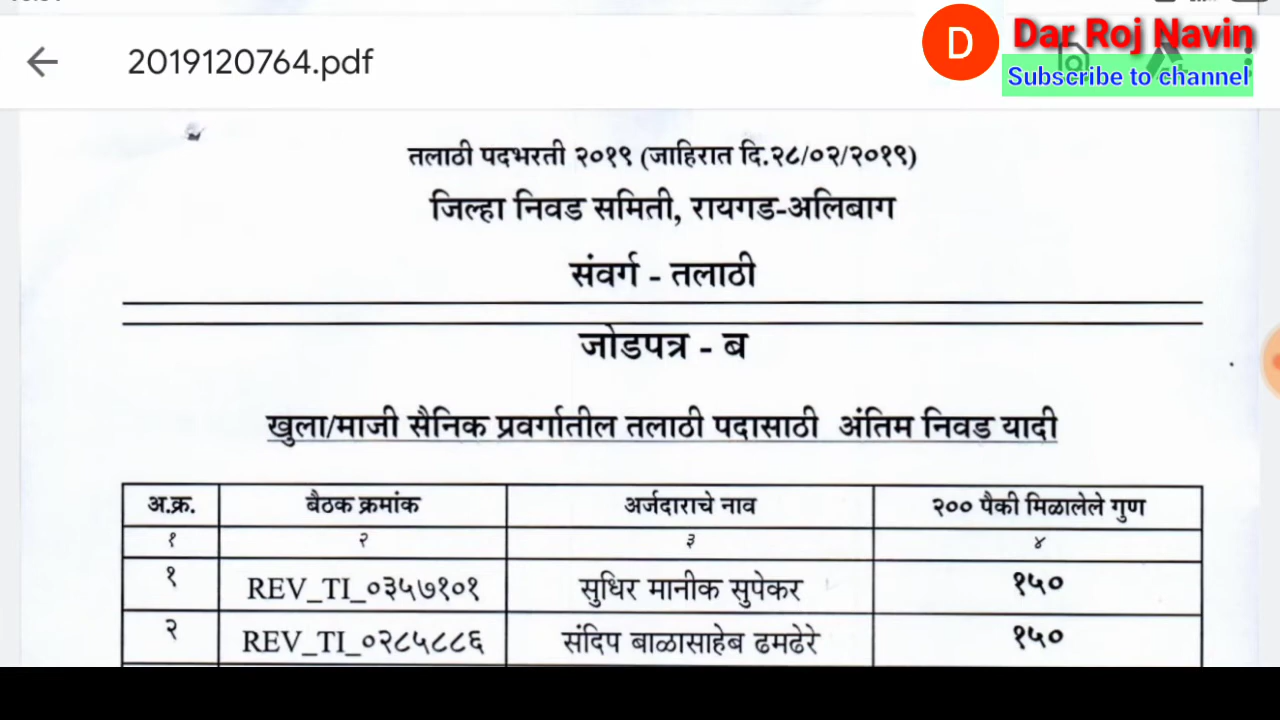 2019120764.pdf
D
Dar Roj Navin
Subscribe to channel
तलाठी पदभरती २०१९ (जाहिरात दि.२८/०२/२०१९)
जिल्हा निवड समिती, रायगड-अलिबाग
संवर्ग - तलाठी
जोडपत्र - ब
खुला/माजी सैनिक प्रवर्गातील तलाठी पदासाठी अंतिम निवड यादी
अ.क्र. बैठक क्रमांक अर्जदाराचे नाव २०० पैकी मिळालेले गुण
१ २ ३ ४
१ REV_TI_०३५७१०१ सुधिर मानीक सुपेकर १५०
२ REV_TI_०२८५८८६ संदिप बाळासाहेब ढमढेरे १५०